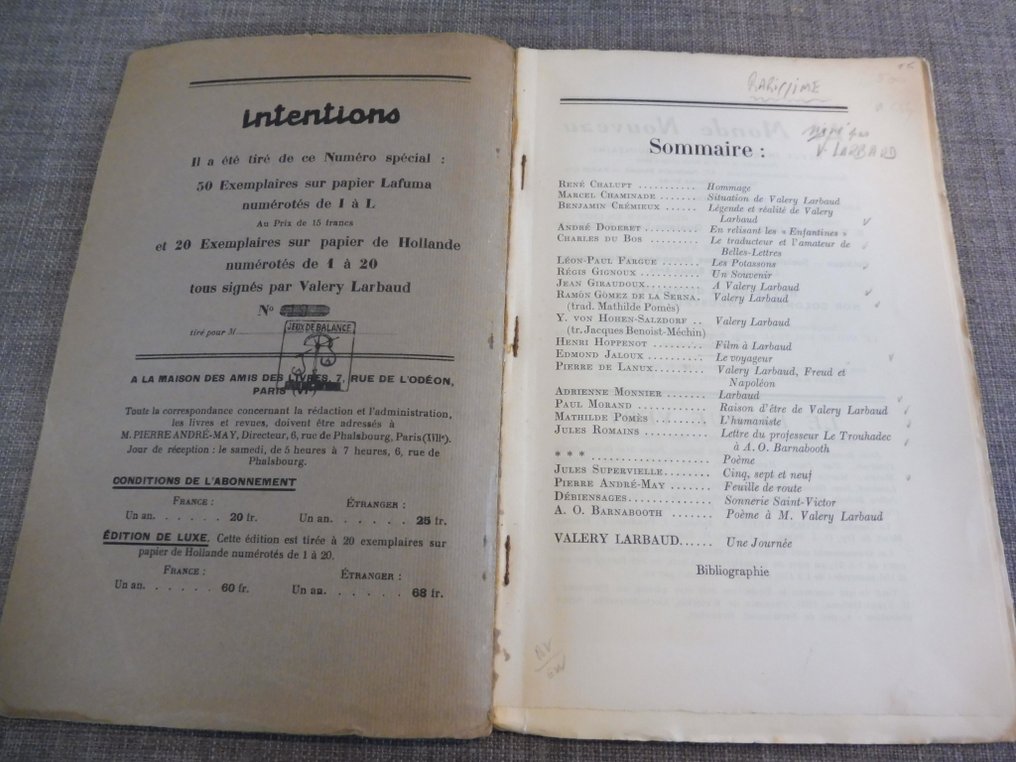 Intentions
Il a été tiré de ce Numéro spécial :
50 Exemplaires sur papier Lafuma
numérotés de I à L
Au Prix de 15 francs
et 20 Exemplaires sur papier de Hollande
numérotés de 1 à 20
tous signés par Valery Larbaud
No
tiré pour M
JEUX DE BALANCE
A LA MAISON DES AMIS DES LIVRES, 7, RUE DE L'ODÉON,
PARIS (VIe)
Toute la correspondance concernant la rédaction et l'administration,
les livres et revues, doivent être adressés à
M. PIERRE ANDRÉ-MAY, Directeur, 6, rue de Phalsbourg, Paris (XIIIe).
Jour de réception : le samedi, de 5 heures à 7 heures, 6, rue de
Phalsbourg.
CONDITIONS DE L'ABONNEMENT
FRANCE : ÉTRANGER :
Un an. . . . . . 20 fr. Un an. . . . . . 25 fr.
ÉDITION DE LUXE. Cette édition est tirée à 20 exemplaires sur
papier de Hollande numérotés de 1 à 20.
FRANCE : ÉTRANGER :
Un an. . . . . . 60 fr. Un an. . . . . . 68 fr.
RARISSIME
V. LARBAUD
Sommaire :
RENÉ CHALUPT ........... Hommage
MARCEL CHAMINADE ....... Situation de Valery Larbaud
BENJAMIN CRÉMIEUX ...... Légende et réalité de Valery
Larbaud
ANDRÉ DODERET .......... En relisant les « Enfantines »
CHARLES DU BOS ......... Le traducteur et l'amateur de
Belles-Lettres
LÉON-PAUL FARGUE ....... Les Potassons
RÉGIS GIGNOUX .......... Un Souvenir
JEAN GIRAUDOUX.......... A Valery Larbaud
RAMÓN GÓMEZ DE LA SERNA. Valery Larbaud
(trad. Mathilde Pomès)
Y. VON HOHEN-SALZDORF .. Valery Larbaud
(tr. Jacques Benoist-Méchin)
HENRI HOPPENOT ......... Film à Larbaud
EDMOND JALOUX .......... Le voyageur
PIERRE DE LANUX......... Valery Larbaud, Freud et
Napoléon
ADRIENNE MONNIER ....... Larbaud
PAUL MORAND ............ Raison d'être de Valery Larbaud
MATHILDE POMÈS ......... L'humaniste
JULES ROMAINS .......... Lettre du professeur Le Trouhadec
à A. O. Barnabooth
* * * .................. Poème
JULES SUPERVIELLE....... Cinq, sept et neuf
PIERRE ANDRÉ-MAY ....... Feuille de route
DÉBIENSAGES............. Sonnerie Saint-Victor
A. O. BARNABOOTH ....... Poème à M. Valery Larbaud
VALERY LARBAUD...... Une Journée
Bibliographie